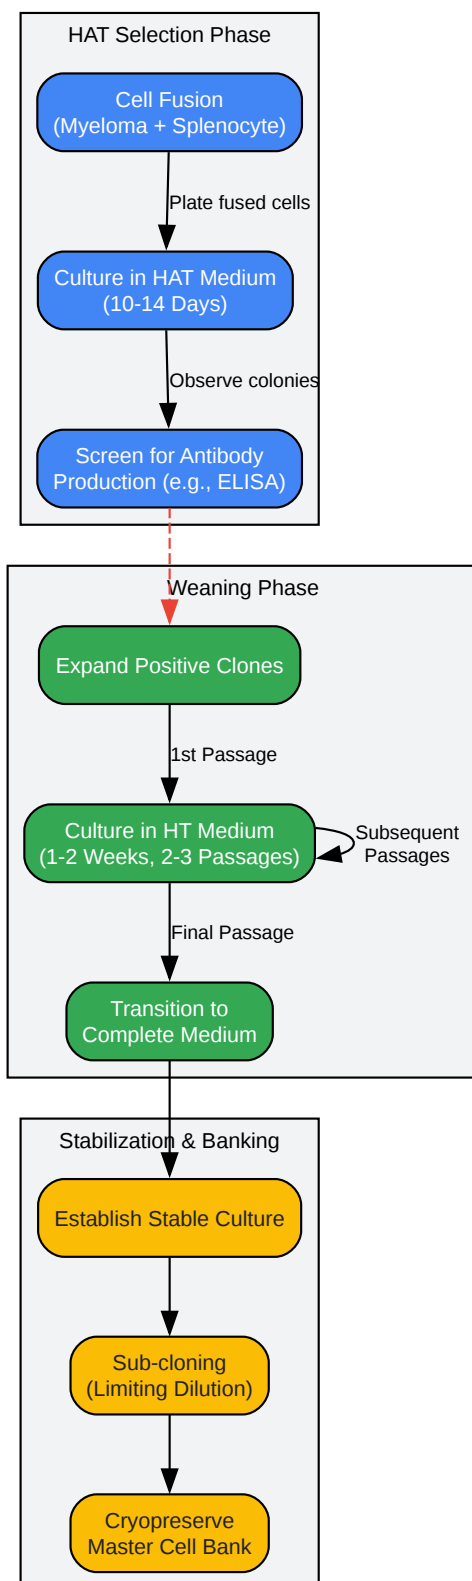 HAT Selection Phase
Cell Fusion
(Myeloma + Splenocyte)
Plate fused cells
Culture in HAT Medium
(10-14 Days)
Observe colonies
Screen for Antibody
Production (e.g., ELISA)
Weaning Phase
Expand Positive Clones
1st Passage
Culture in HT Medium
(1-2 Weeks, 2-3 Passages)
Subsequent
Passages
Final Passage
Transition to
Complete Medium
Stabilization & Banking
Establish Stable Culture
Sub-cloning
(Limiting Dilution)
Cryopreserve
Master Cell Bank